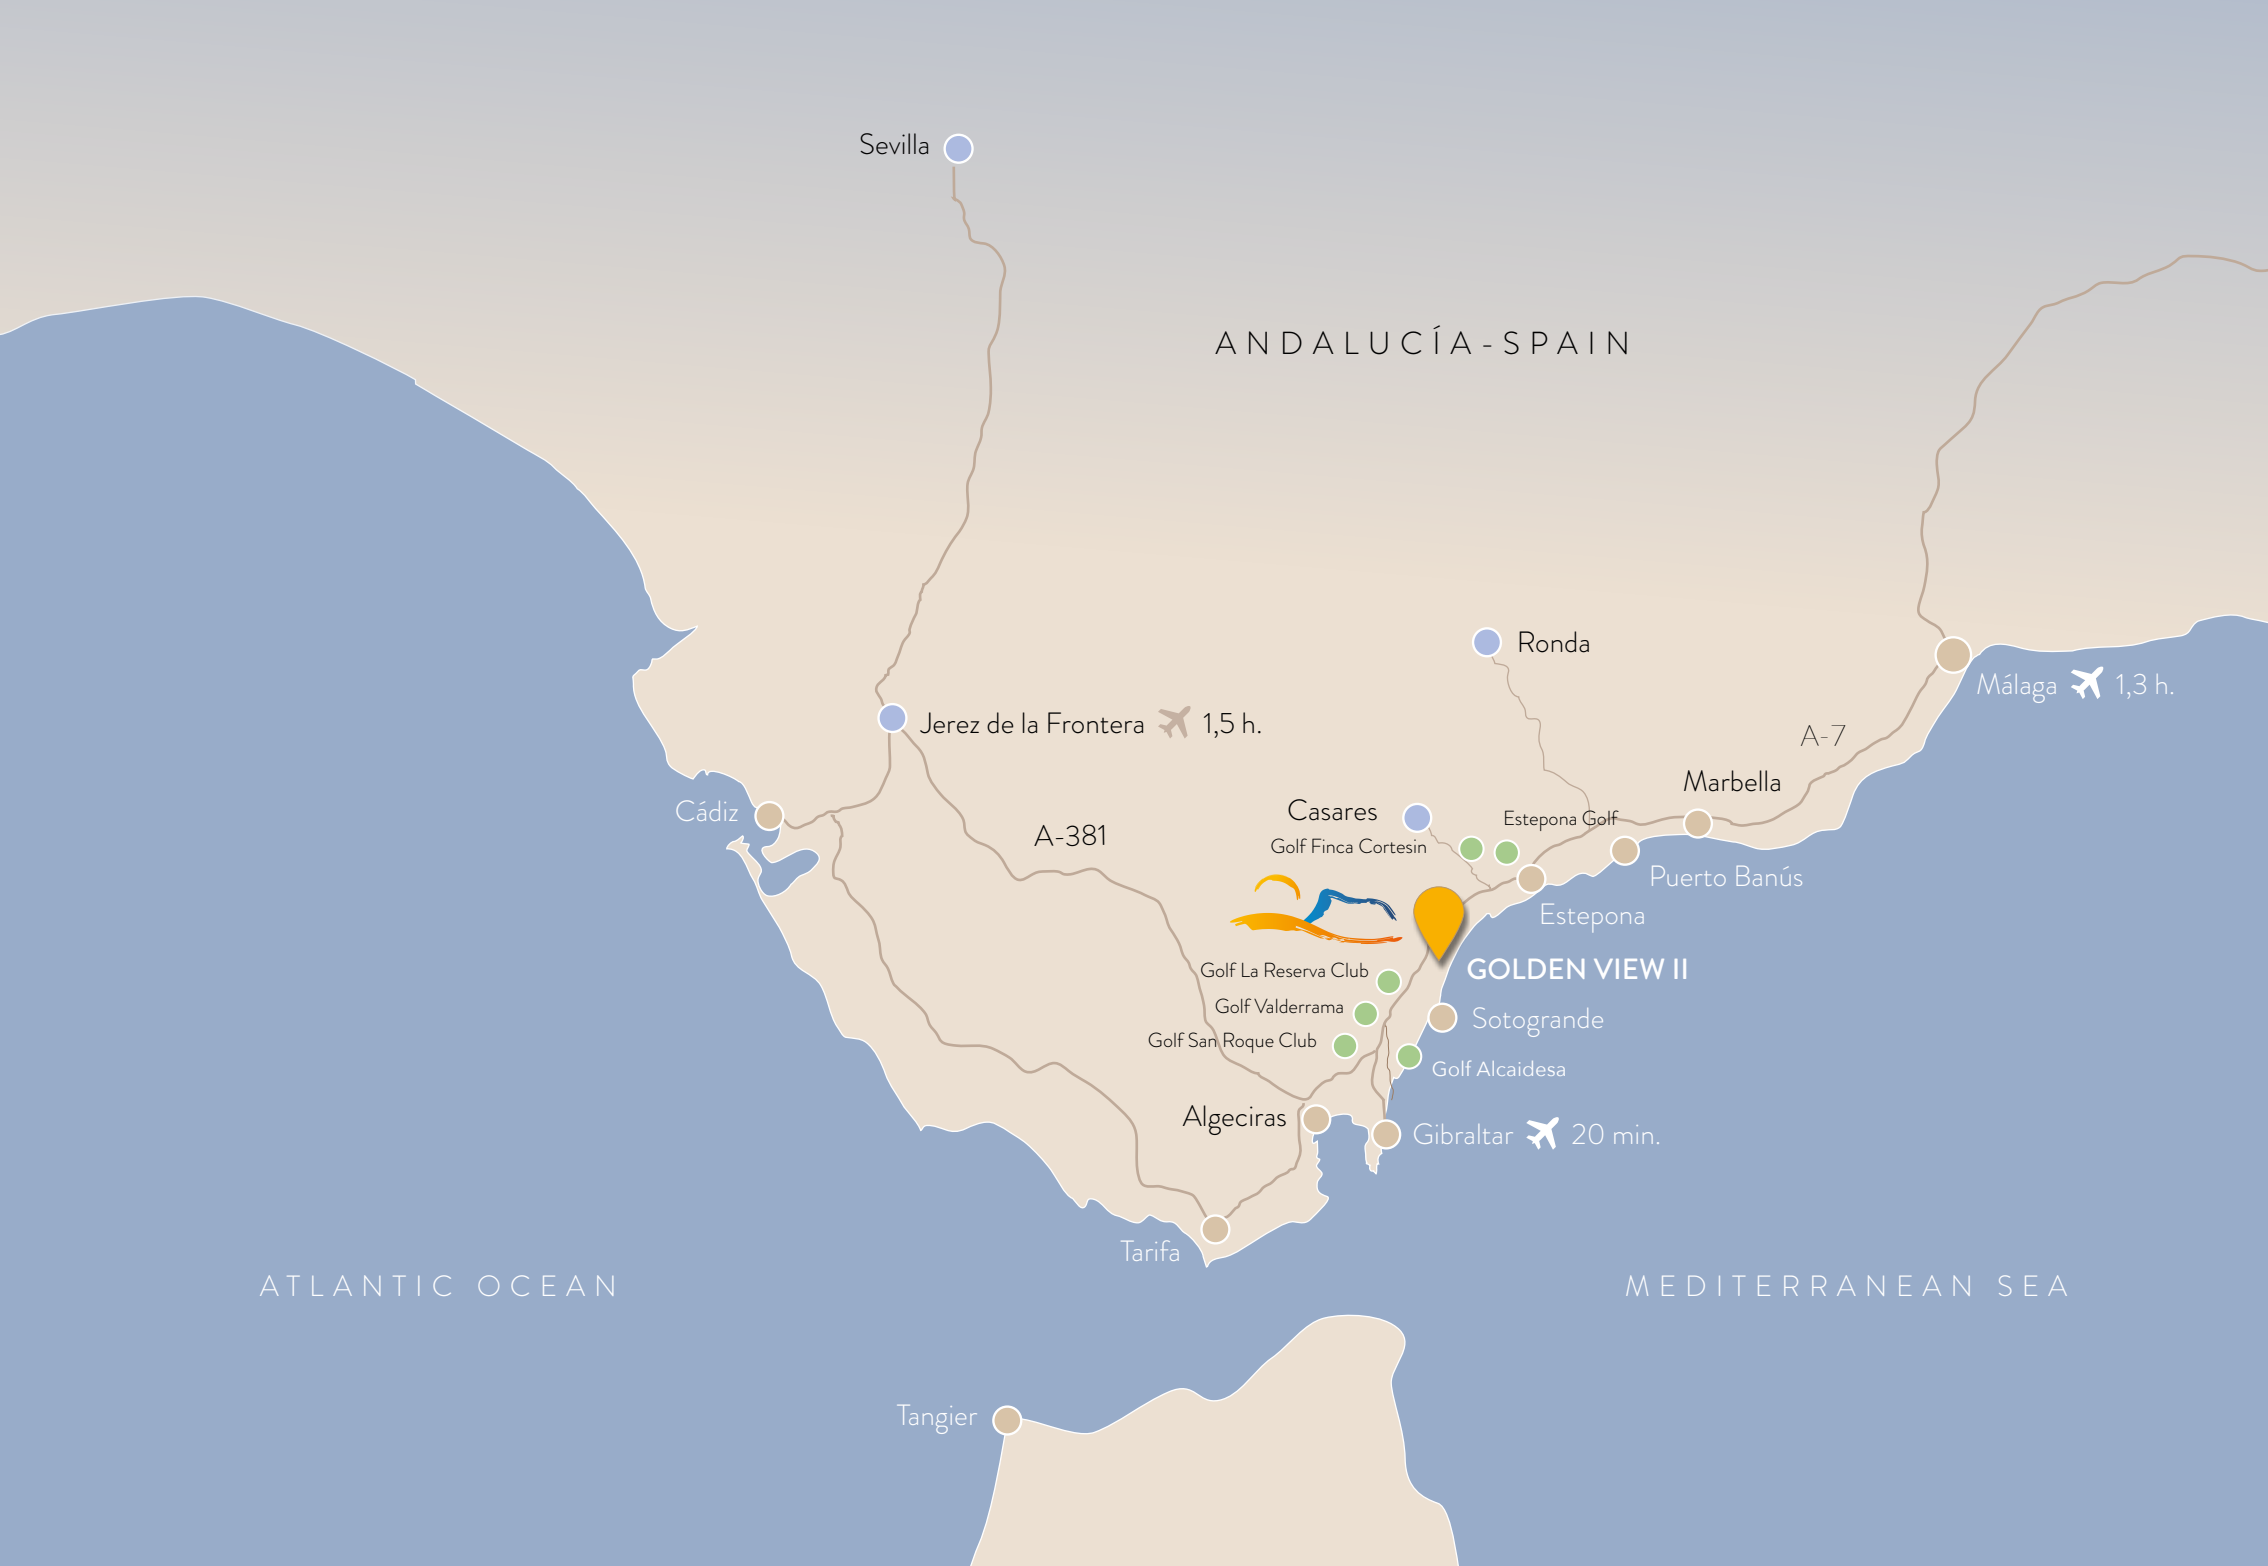 Sevilla
ANDALUCÍA-SPAIN
Ronda
Málaga 1,3 h.
Jerez de la Frontera 1,5 h.
A-7
Marbella
Cádiz
Casares
Estepona Golf
A-381
Golf Finca Cortesin
Puerto Banús
Estepona
GOLDEN VIEW II
Golf La Reserva Club
Golf Valderrama
Sotogrande
Golf San Roque Club
Golf Alcaidesa
Algeciras
Gibraltar 20 min.
Tarifa
ATLANTIC OCEAN
MEDITERRANEAN SEA
Tangier